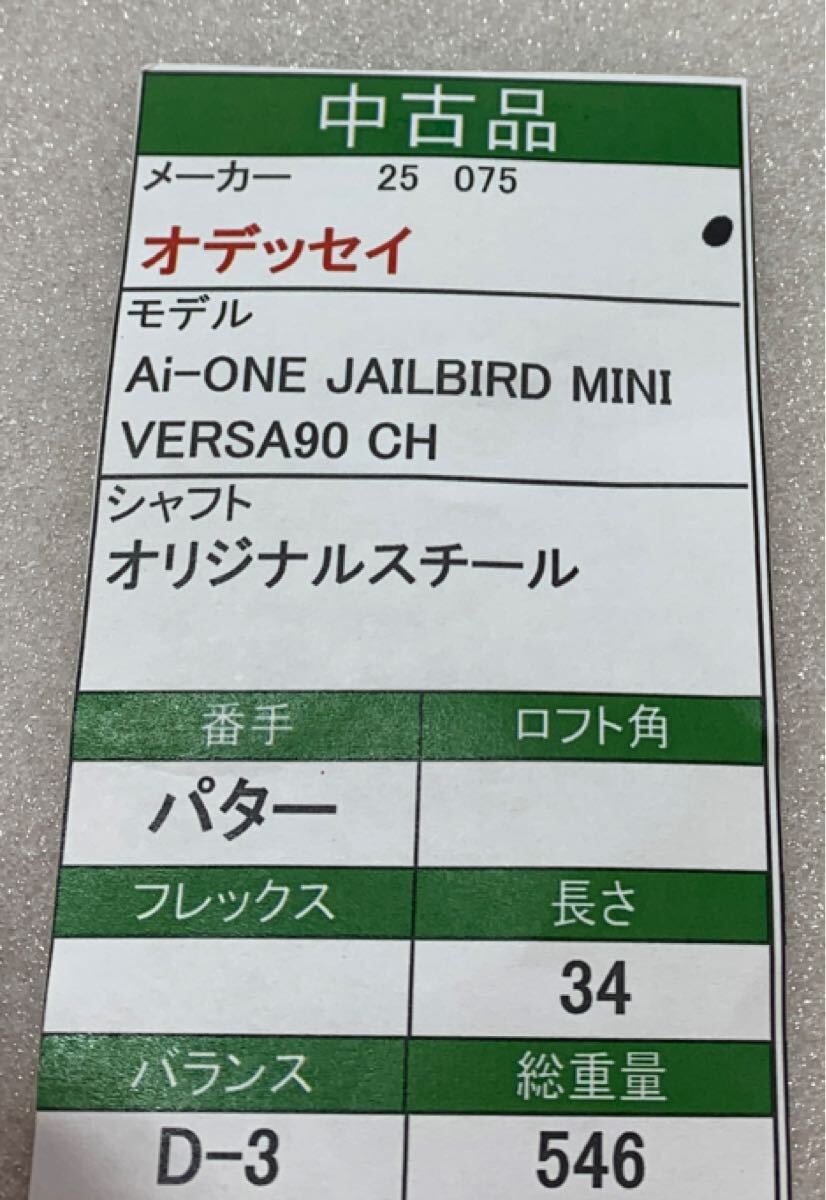 中古品
メーカー 25 075
オデッセイ
モデル
Ai-ONE JAILBIRD MINI
VERSA90 CH
シャフト
オリジナルスチール
番手 ロフト角
パター
フレックス 長さ
34
バランス 総重量
D-3 546